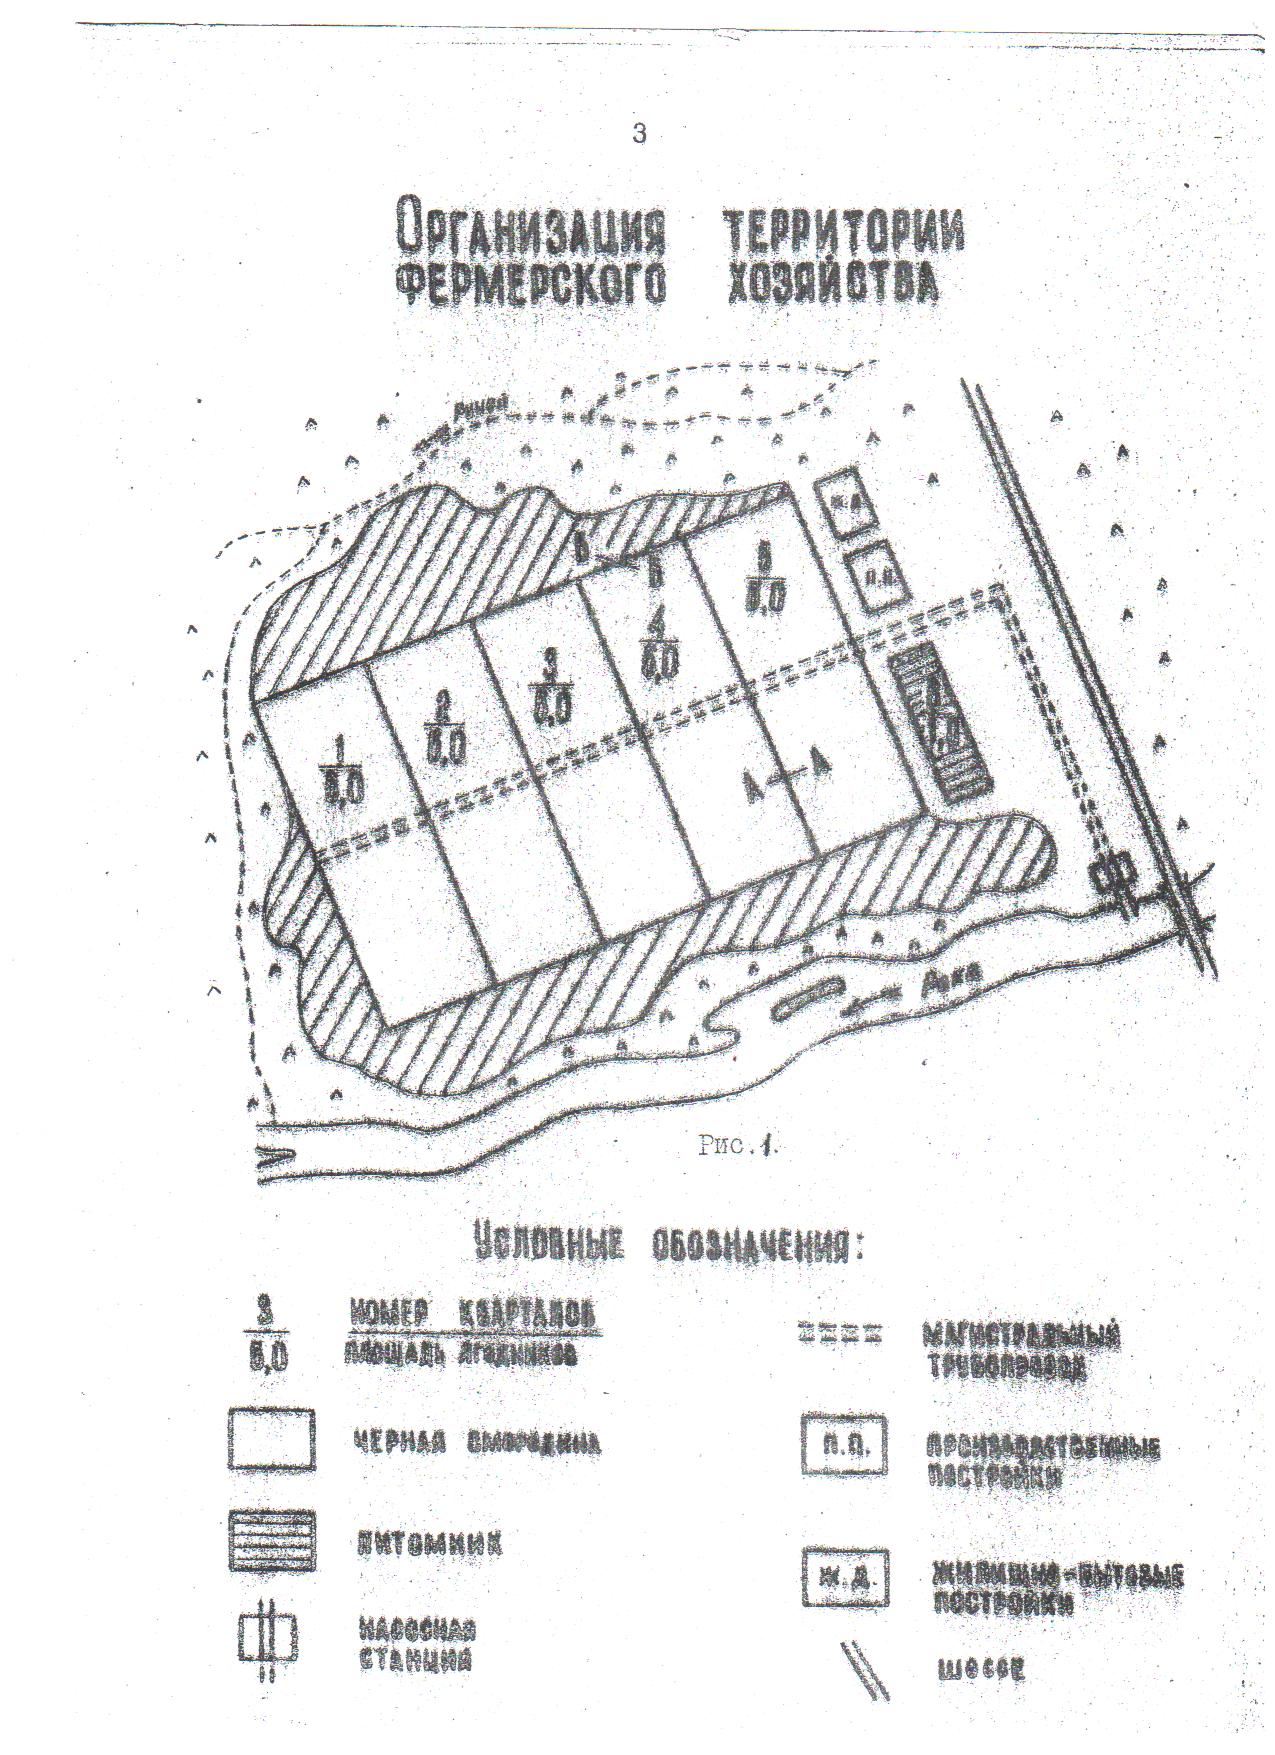 3
ОРГАНИЗАЦИЯ ТЕРРИТОРИИ
ФЕРМЕРСКОГО ХОЗЯЙСТВА
Ручей
Ж.Д.
П.П.
Б
Б
5
5,0
4
5,0
3
5,0
2
5,0
1
5,0
А А
Река
Рис.1.
УСЛОВНЫЕ ОБОЗНАЧЕНИЯ:
3
5,0
НОМЕР КВАРТАЛОВ
ПЛОЩАДЬ ЯГОДНИКОВ
ЧЕРНАЯ СМОРОДИНА
ПИТОМНИК
НАСОСНАЯ
СТАНЦИЯ
МАГИСТРАЛЬНЫЙ
ТРУБОПРОВОД
П.П.
ПРОИЗВОДСТВЕННЫЕ
ПОСТРОЙКИ
Ж.Д.
ЖИЛИЩНО-БЫТОВЫЕ
ПОСТРОЙКИ
ШОССЕ